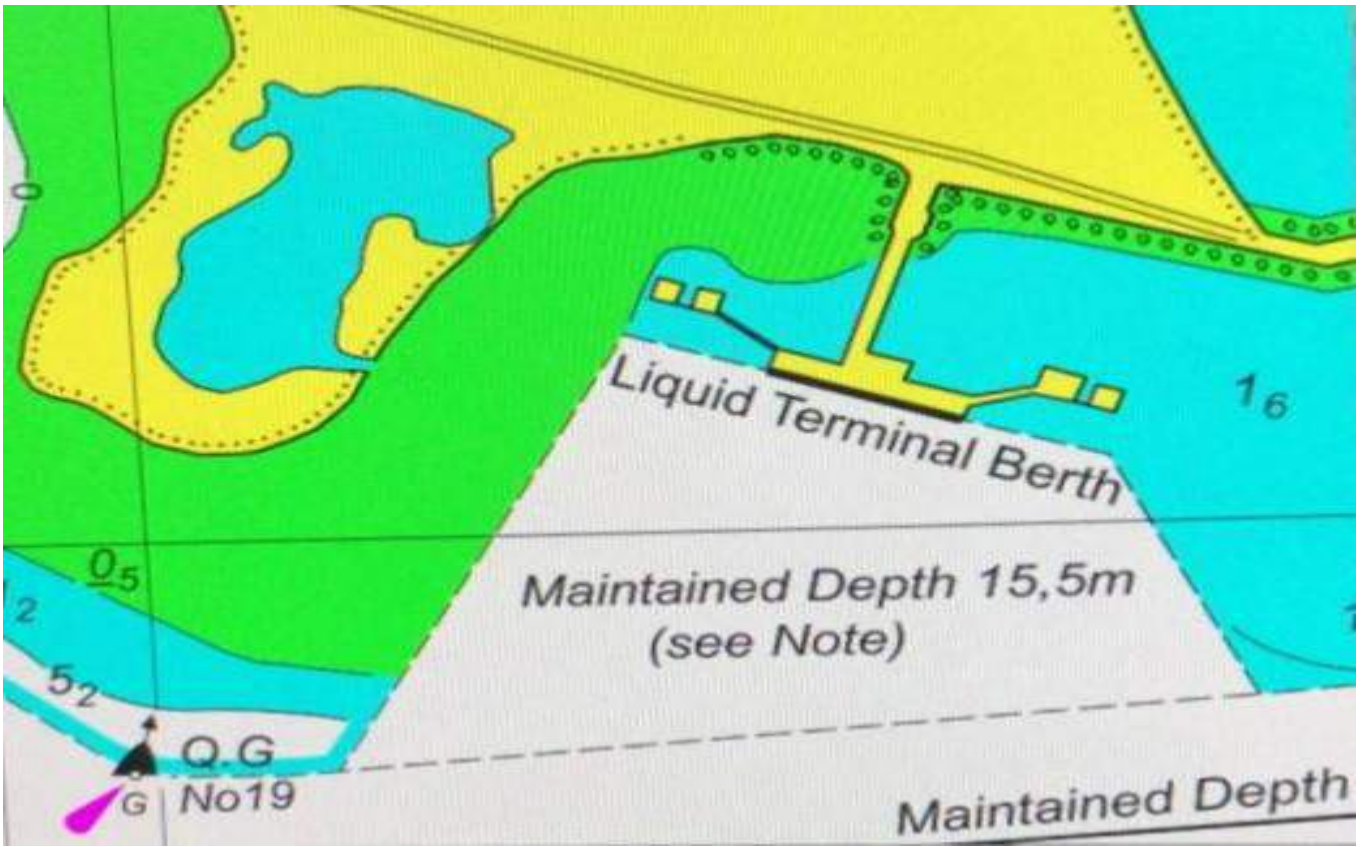 0
Liquid Terminal Berth
1₆
0₅
2
Maintained Depth 15,5m
(see Note)
5₂
Q.G
G
No19
Maintained Depth